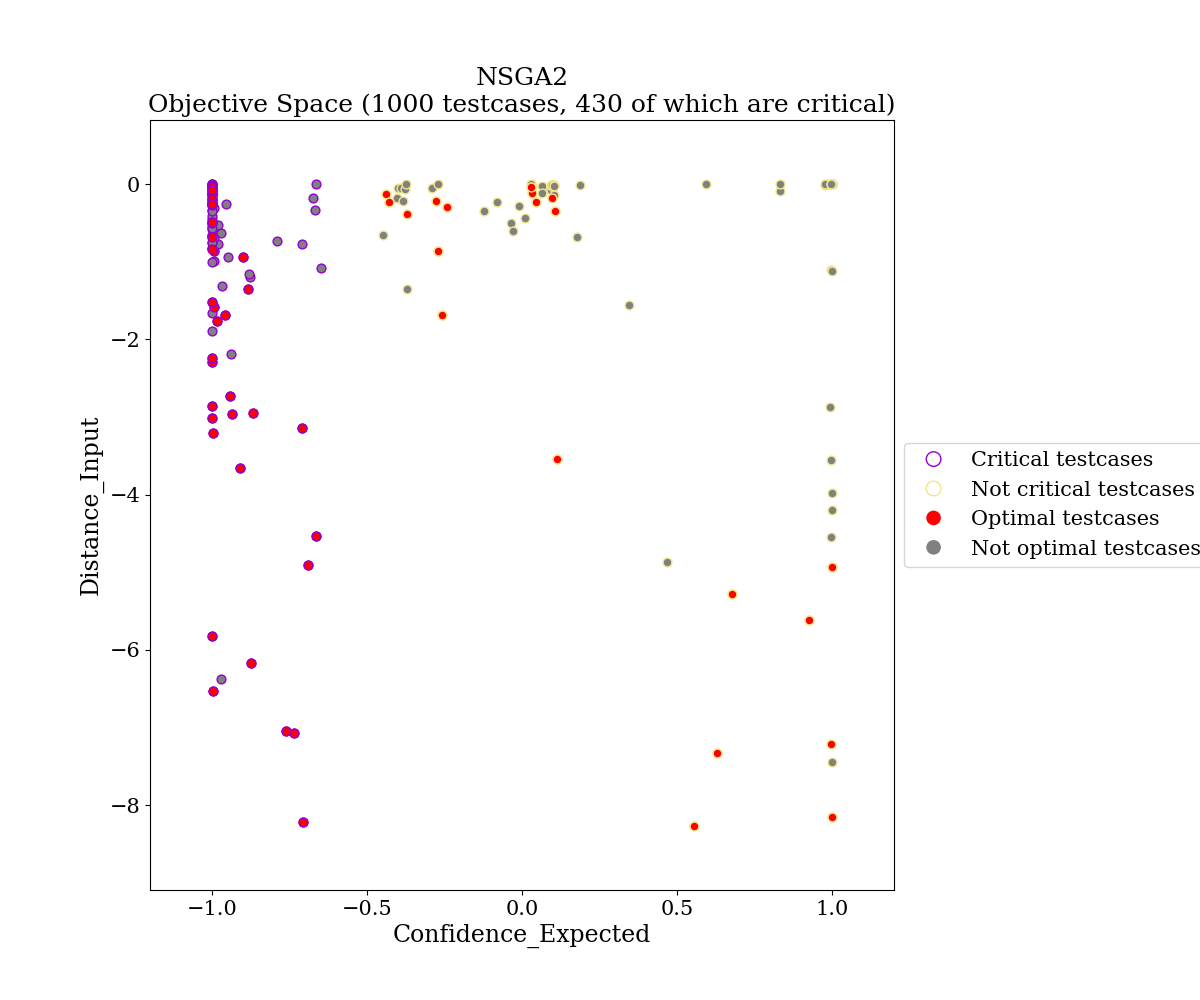 NSGA2
Objective Space (1000 testcases, 430 of which are critical)
0
−2
−4
−6
−8
Distance_Input
−1.0
−0.5
0.0
0.5
1.0
Confidence_Expected
Critical testcases
Not critical testcases
Optimal testcases
Not optimal testcases